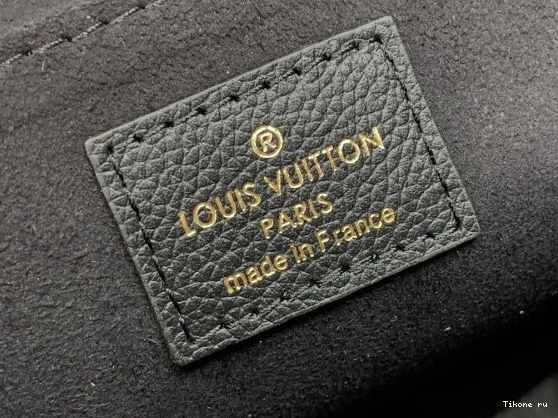 ®
LOUIS VUITTON
PARIS
made in France
Tikone ru